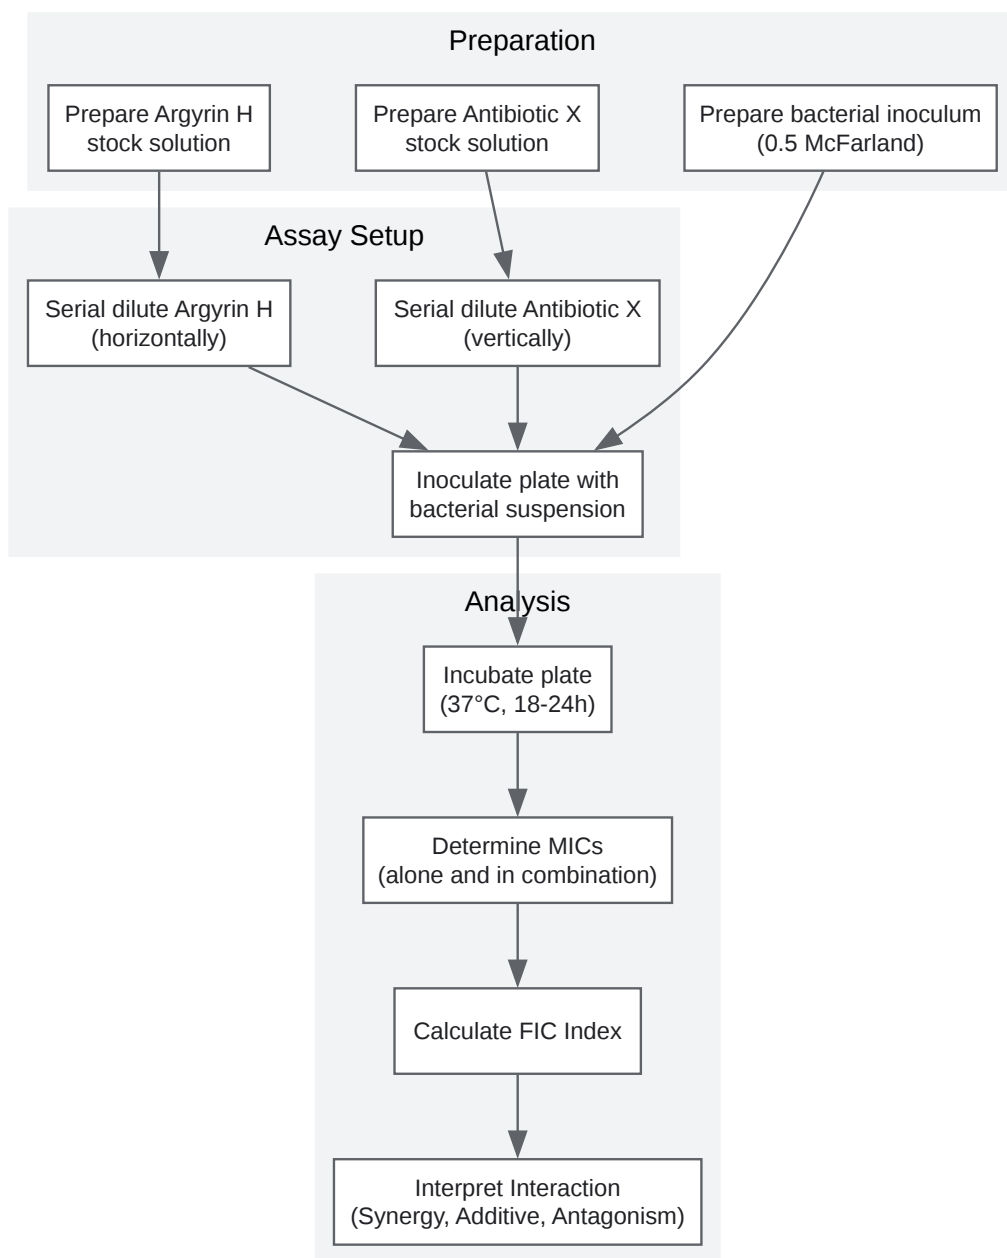 Preparation
Prepare Argyrin H
stock solution
Prepare Antibiotic X
stock solution
Prepare bacterial inoculum
(0.5 McFarland)
Assay Setup
Serial dilute Argyrin H
(horizontally)
Serial dilute Antibiotic X
(vertically)
Inoculate plate with
bacterial suspension
Analysis
Incubate plate
(37°C, 18-24h)
Determine MICs
(alone and in combination)
Calculate FIC Index
Interpret Interaction
(Synergy, Additive, Antagonism)